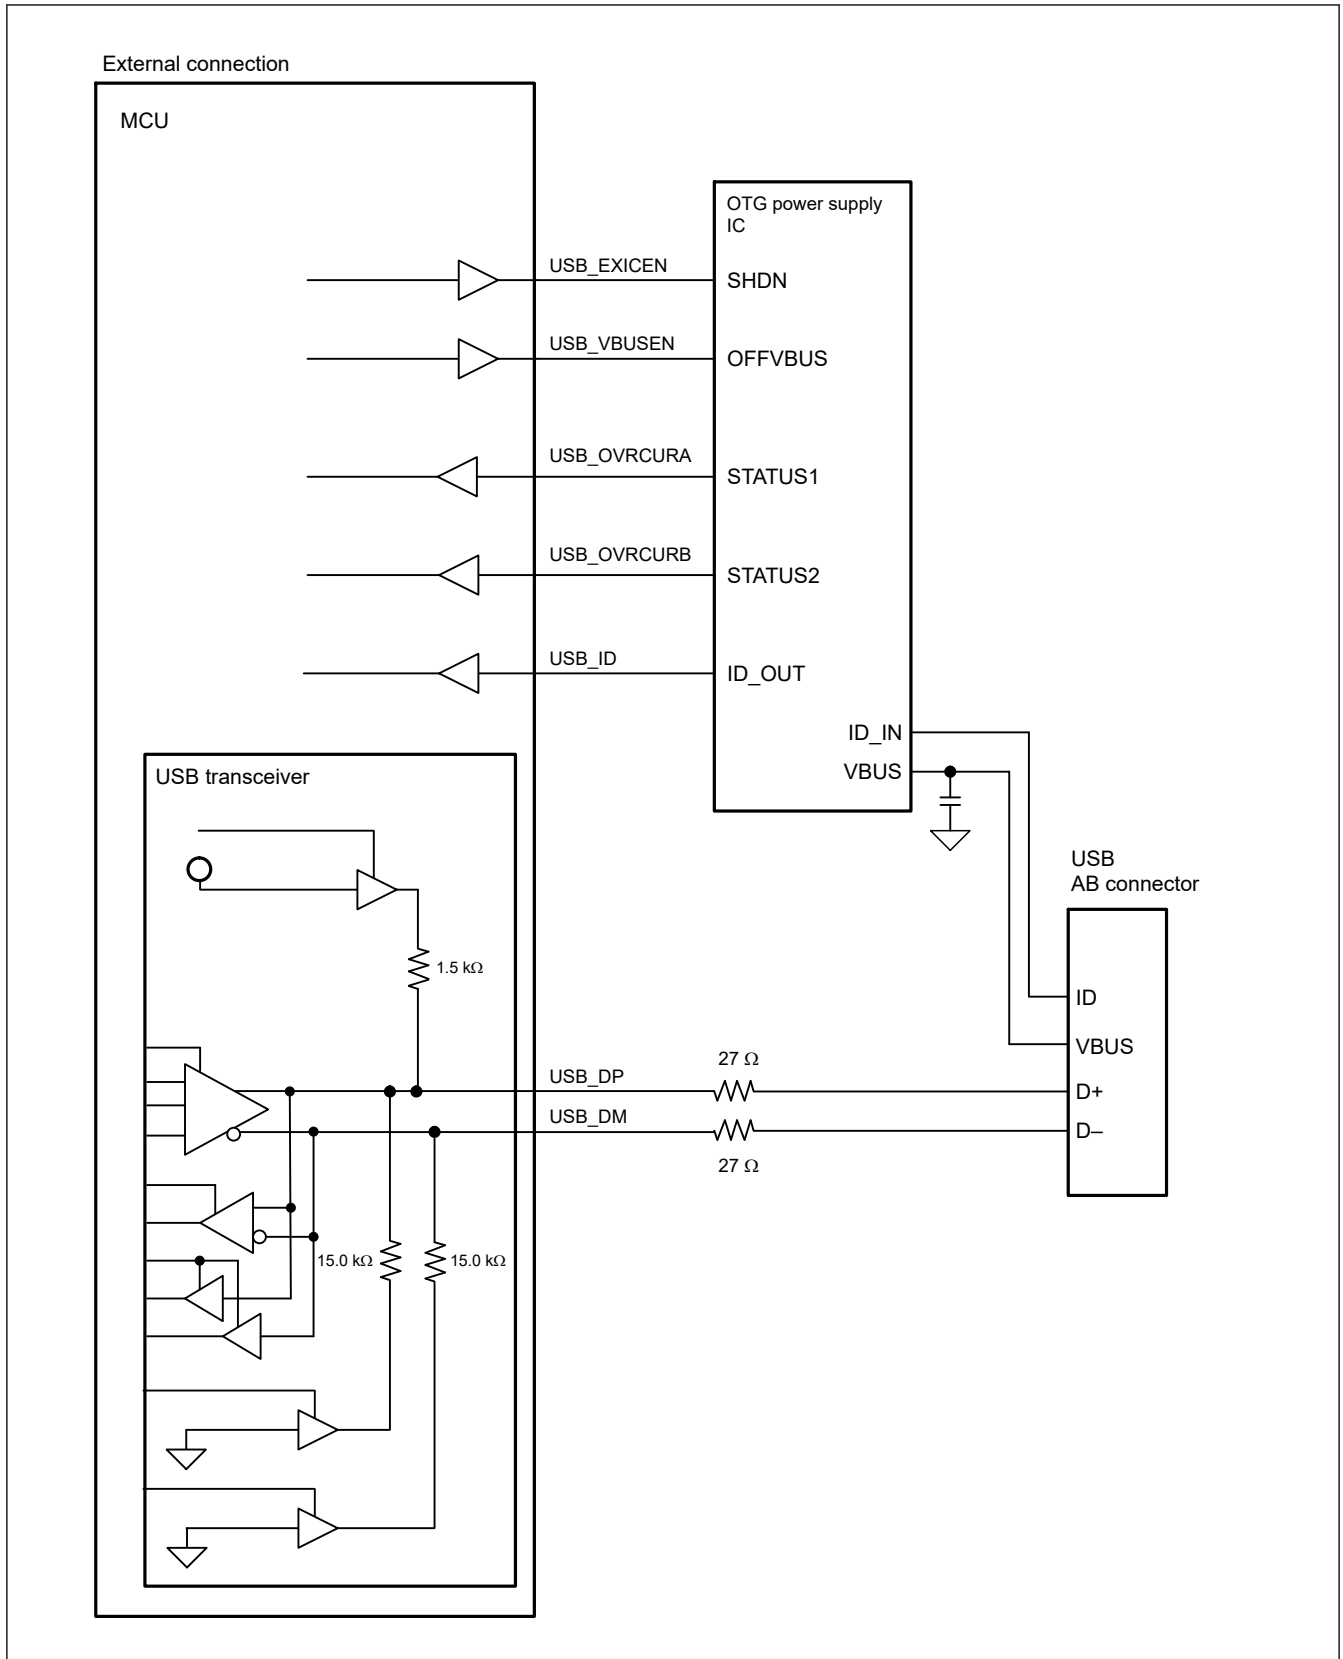 External connection
MCU
OTG power supply
IC
USB_EXICEN
SHDN
USB_VBUSEN
OFFVBUS
USB_OVRCURA
STATUS1
USB_OVRCURB
STATUS2
USB_ID
ID_OUT
ID_IN
VBUS
USB transceiver
USB
AB connector
1.5 kΩ
ID
VBUS
27 Ω
USB_DP
D+
USB_DM
D–
27 Ω
15.0 kΩ
15.0 kΩ